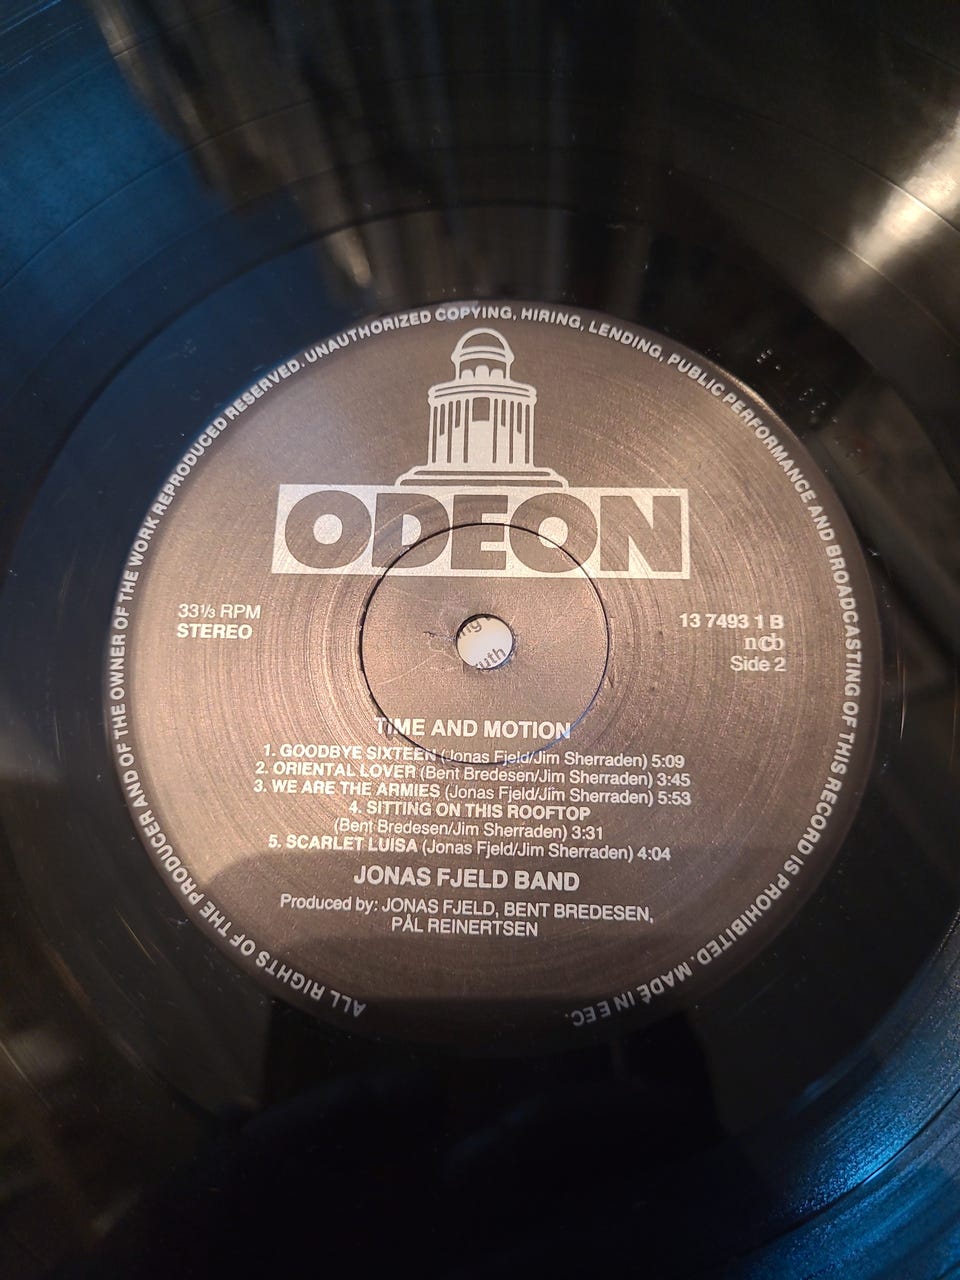 ALL RIGHTS OF THE PRODUCER AND OF THE OWNER OF THE WORK REPRODUCED RESERVED. UNAUTHORIZED COPYING, HIRING, LENDING, PUBLIC PERFORMANCE AND BROADCASTING OF THIS RECORD IS PROHIBITED. MADE IN EEC.
ODEON
33⅓ RPM
STEREO
13 7493 1 B
ncb
Side 2
uth
TIME AND MOTION
1. GOODBYE SIXTEEN (Jonas Fjeld/Jim Sherraden) 5:09
2. ORIENTAL LOVER (Bent Bredesen/Jim Sherraden) 3:45
3. WE ARE THE ARMIES (Jonas Fjeld/Jim Sherraden) 5:53
4. SITTING ON THIS ROOFTOP
(Bent Bredesen/Jim Sherraden) 3:31
5. SCARLET LUISA (Jonas Fjeld/Jim Sherraden) 4:04
JONAS FJELD BAND
Produced by: JONAS FJELD, BENT BREDESEN,
PÅL REINERTSEN